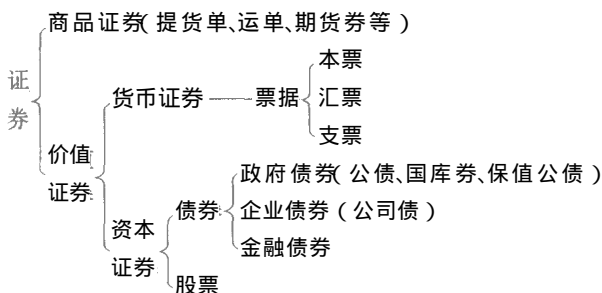 商品证券(提货单、运单、期货券等)
本票
证券
货币证券——票据
汇票
支票
价值证券
政府债券(公债、国库券、保值公债)
债券
企业债券(公司债)
资本证券
金融债券
股票